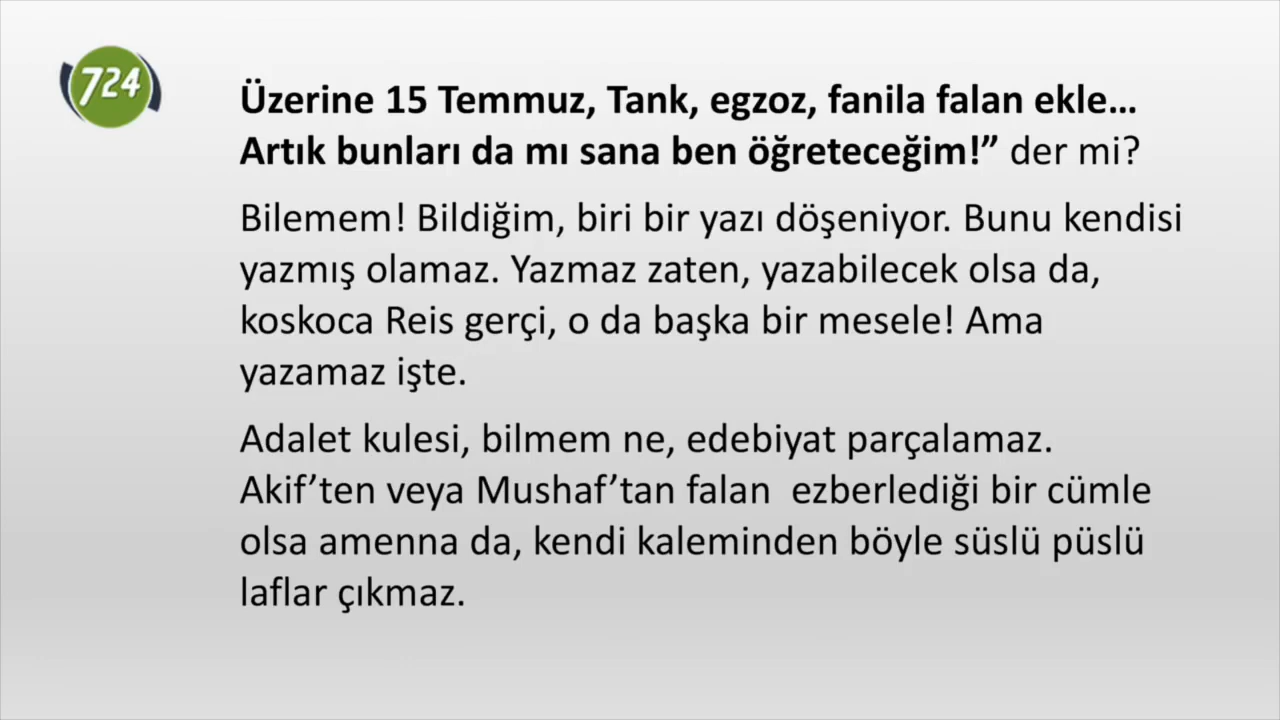 724
Üzerine 15 Temmuz, Tank, egzoz, fanila falan ekle…
Artık bunları da mı sana ben öğreteceğim!” der mi?
Bilemem! Bildiğim, biri bir yazı döşeniyor. Bunu kendisi
yazmış olamaz. Yazmaz zaten, yazabilecek olsa da,
koskoca Reis gerçi, o da başka bir mesele! Ama
yazamaz işte.
Adalet kulesi, bilmem ne, edebiyat parçalamaz.
Akif’ten veya Mushaf’tan falan  ezberlediği bir cümle
olsa amenna da, kendi kaleminden böyle süslü püslü
laflar çıkmaz.